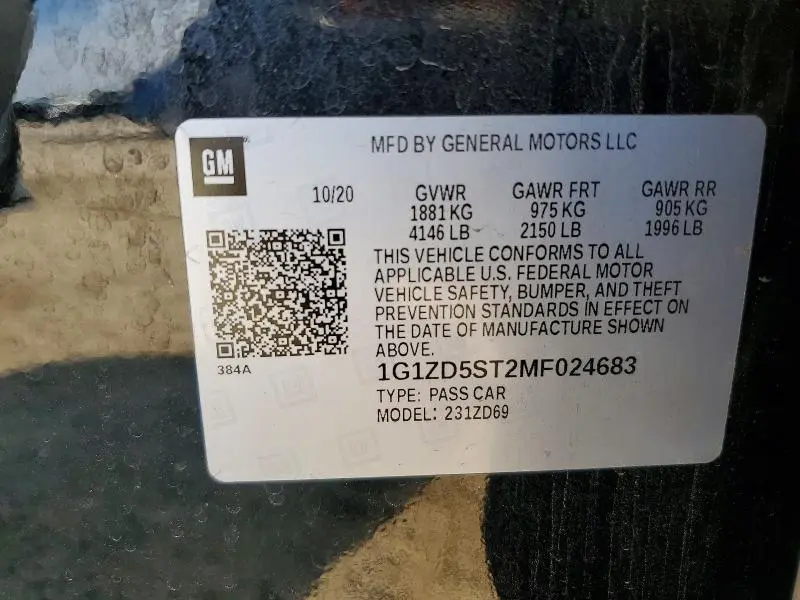 GM
MFD BY GENERAL MOTORS LLC
10/20 GVWR GAWR FRT GAWR RR
1881 KG 975 KG 905 KG
4146 LB 2150 LB 1996 LB
THIS VEHICLE CONFORMS TO ALL
APPLICABLE U.S. FEDERAL MOTOR
VEHICLE SAFETY, BUMPER, AND THEFT
PREVENTION STANDARDS IN EFFECT ON
THE DATE OF MANUFACTURE SHOWN
ABOVE.
384A
1G1ZD5ST2MF024683
TYPE: PASS CAR
MODEL: 231ZD69